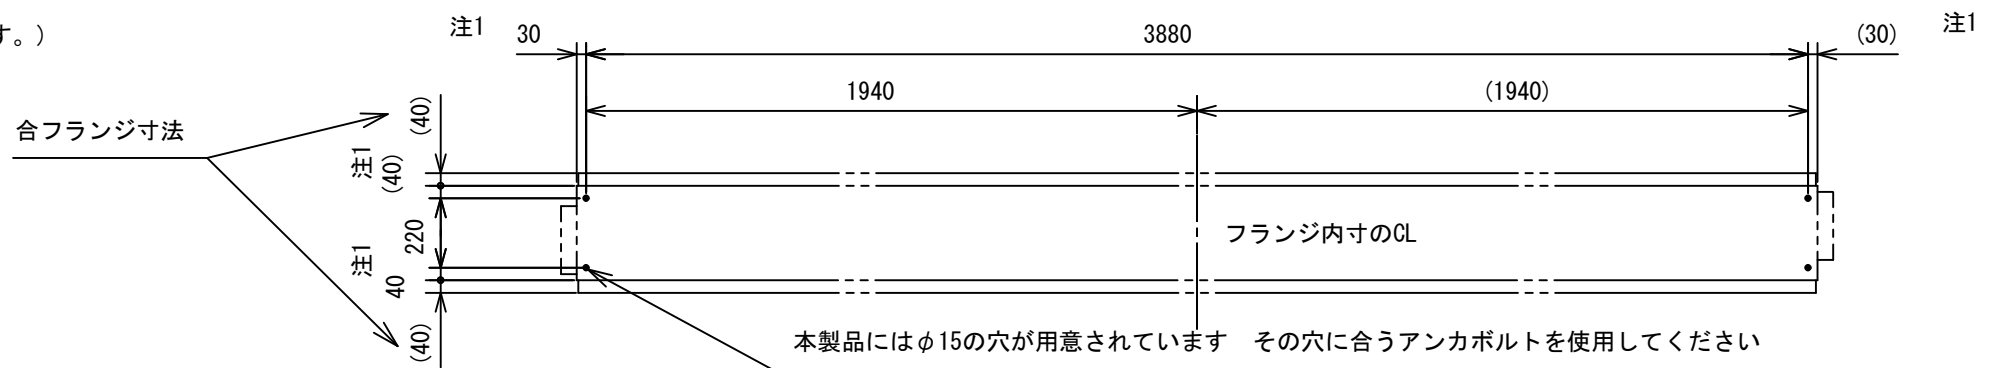 す。)
注1
30
3880
(30)
注1
1940
(1940)
合フランジ寸法
(40)
注1
(40)
220
フランジ内寸のCL
注1
40
(40)
本製品にはφ15の穴が用意されています　その穴に合うアンカボルトを使用してください